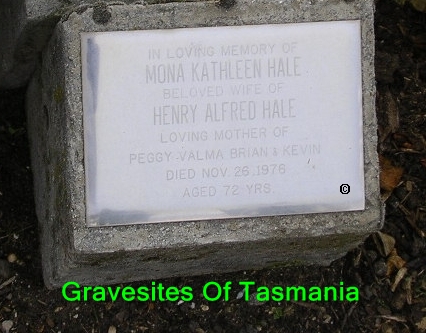 IN LOVING MEMORY OF
MONA KATHLEEN HALE
BELOVED WIFE OF
HENRY ALFRED HALE
LOVING MOTHER OF
PEGGY-VALMA BRIAN & KEVIN
DIED NOV. 26. 1976
AGED 72 YRS
©
Gravesites Of Tasmania